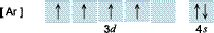 [Ar] ↑ ↑ ↑ ↑ ↑↓
3d 4s